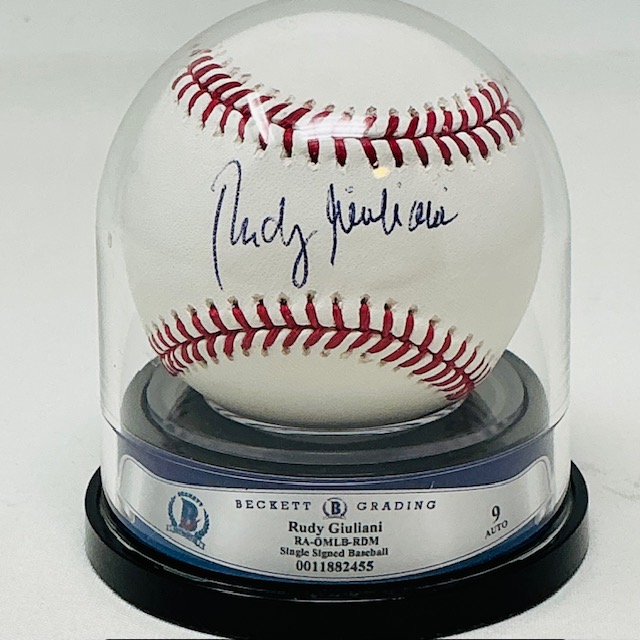 Rudy Giuliani
BECKETT B GRADING
Rudy Giuliani
RA-OMLB-RDM
Single Signed Baseball
0011882455
9
AUTO
B